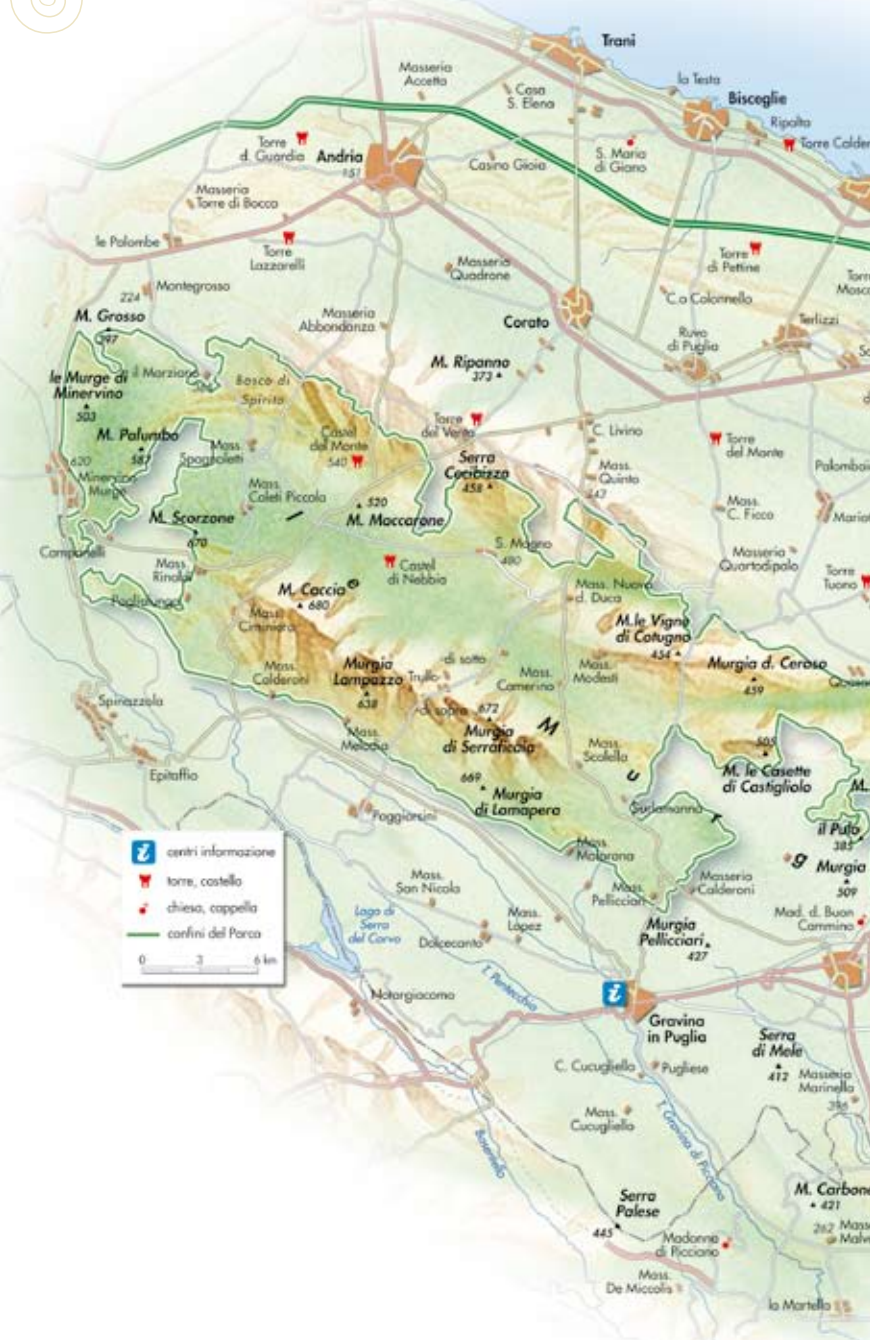 Trani
la Testa
Bisceglie
Masseria
Accetta
Casa
S. Elena
Ripalta
Torre
d. Guardia
Andria
151
Casino Gioia
S. Maria
di Giano
Torre Calder
Masseria
Torre di Bocca
le Palombe
Torre
Lazzarelli
Masseria
Quadrone
Torre
di Pettine
224
Montegrosso
C.a Colonnello
M. Grosso
Masseria
Abbondanza
Corato
Ruvo
di Puglia
Terlizzi
il Marziano
Bosco di
Spirito
M. Ripanno
373
le Murge di
Minervino
503
M. Palumbo
Mass.
Spagnoletti
Castel
del Monte
540
Torre
del Vento
C. Livino
Torre
del Monte
620
Minervino
Murge
Serra
Cecibizzo
458
Mass.
Quinto
Mass.
Coleti Piccola
520
M. Maccarone
M. Scorzone
670
Mass.
C. Ficco
Campanelli
S. Magno
480
Masseria
Quartodipalo
Mass.
Rinaldi
Castel
di Nebbia
Torre
Tuono
M. Caccia
680
e
Mass. Nuova
d. Duca
Mass.
Ciminiera
M.le Vigne
di Cotugno
454
Murgia d. Ceraso
459
Mass.
Calderoni
Murgia
Lampazzo
638
Trullo
di sotto
di sopra
Mass.
Camerino
Mass.
Modesti
Spinazzola
672
Murgia
di Serraficaia
M
Mass.
Melodia
Mass.
Scalella
505
M. le Casette
di Castigliolo
Epitaffio
669
Murgia
di Lamapera
u
r
Poggiorsini
il Pulo
385
g
Murgia
509
Mass.
Malerana
centri informazione
torre, castello
chiesa, cappella
confini del Parco
0 3 6 km
Mass.
San Nicola
Mass.
Pellicciari
Masseria
Calderoni
Lago di
Serra
del Corvo
Dolcecanto
Mass.
Lopez
Murgia
Pellicciari
427
Mad. d. Buon
Cammino
T. Pentecchia
Notargiacomo
Gravina
in Puglia
Serra
di Mele
412
C. Cucugliello
Pugliese
Masseria
Marinella
396
Mass.
Cucugliello
T. Gravina di Picciano
Basentello
M. Carbone
421
Serra
Palese
445
262
Madonna
di Picciano
Mass.
De Miccolis
la Martella